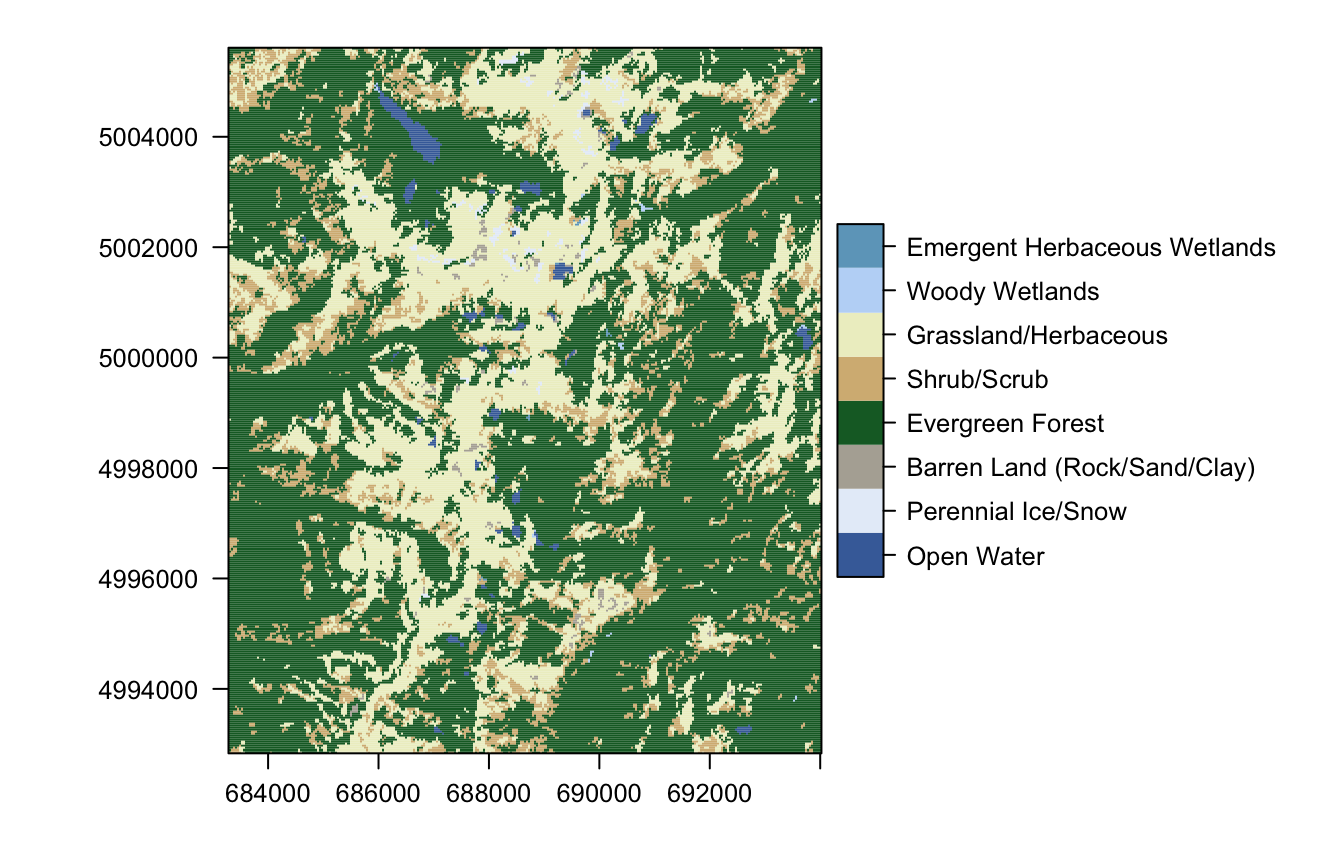 5004000
5002000
5000000
4998000
4996000
4994000
684000 686000 688000 690000 692000
Emergent Herbaceous Wetlands
Woody Wetlands
Grassland/Herbaceous
Shrub/Scrub
Evergreen Forest
Barren Land (Rock/Sand/Clay)
Perennial Ice/Snow
Open Water